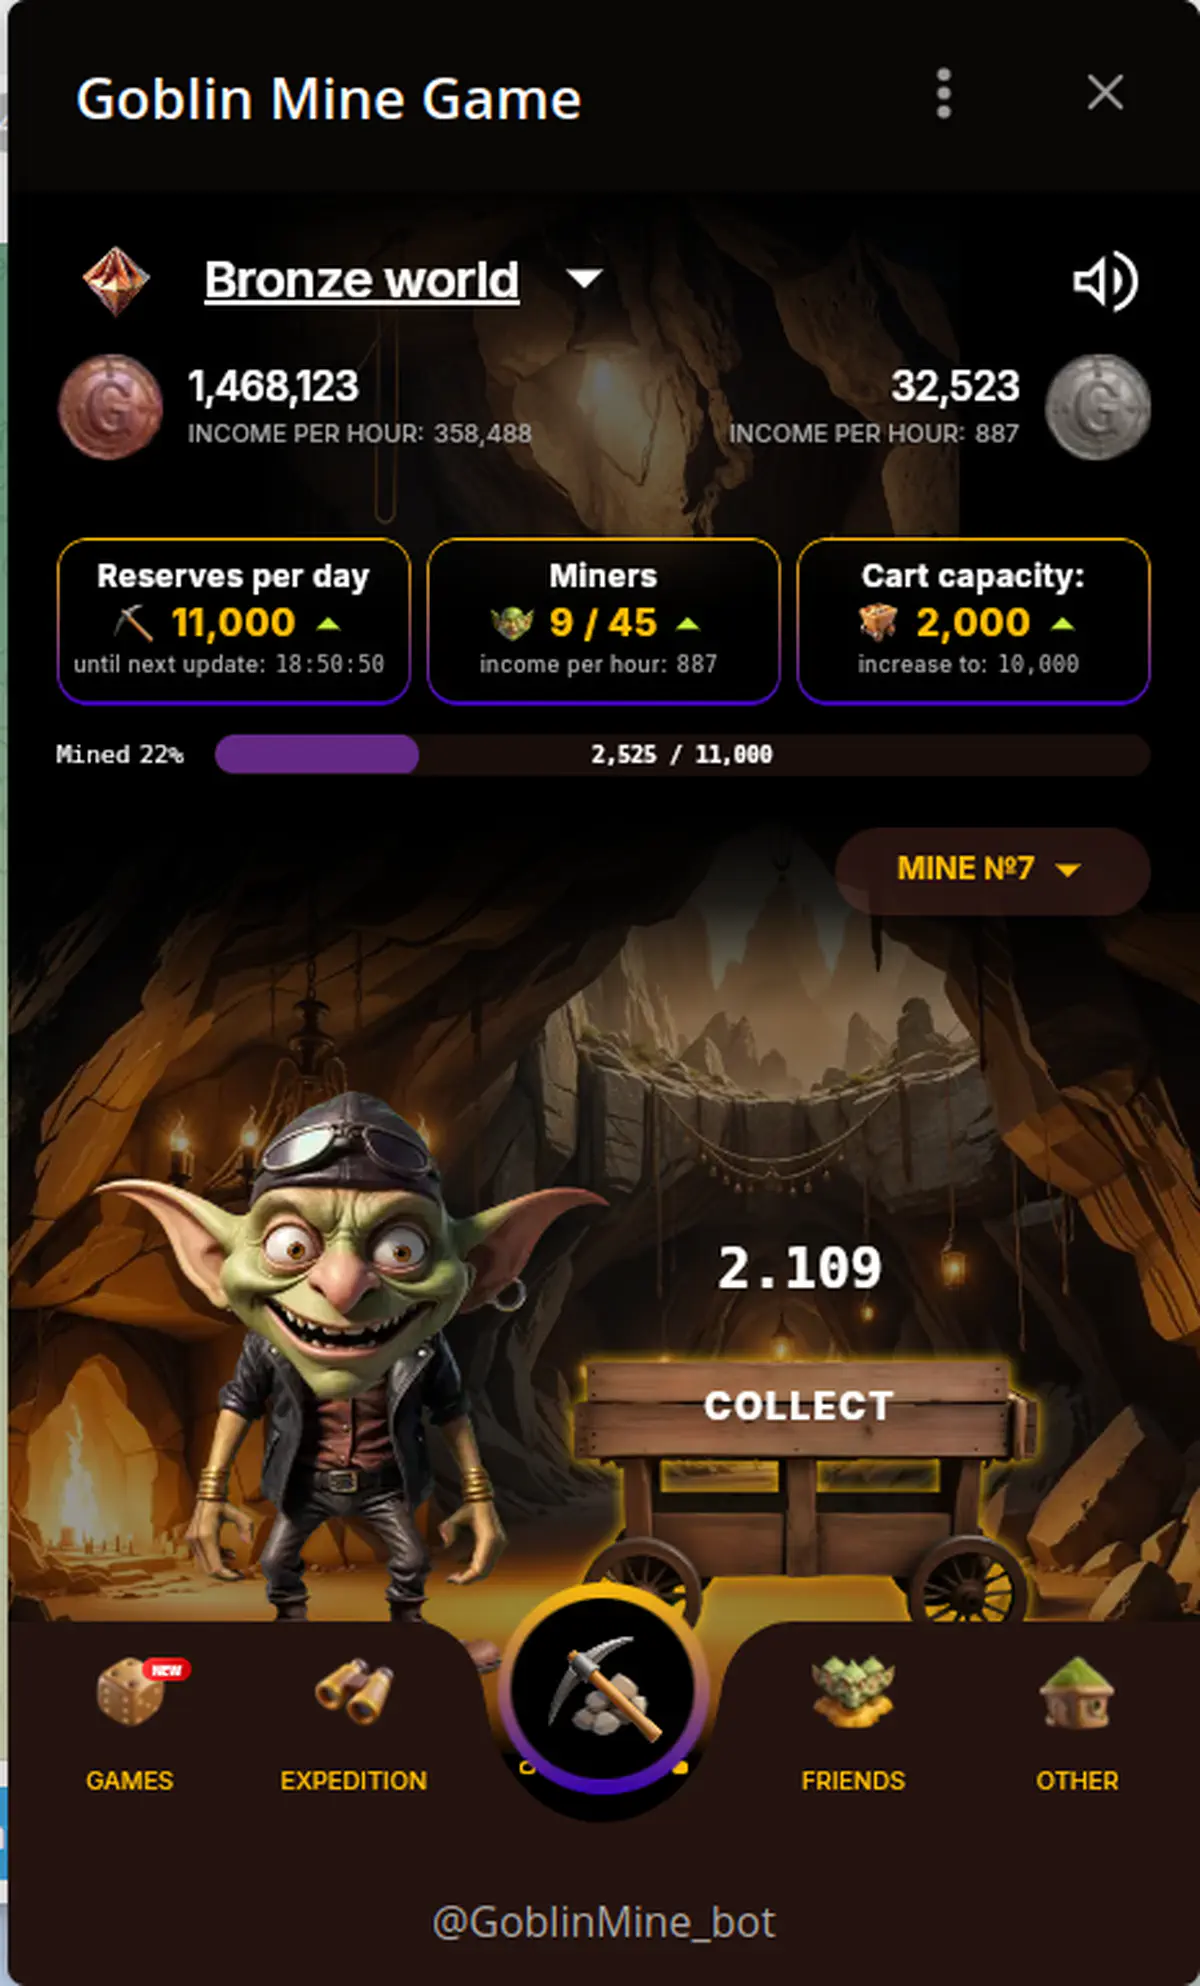 Goblin Mine Game
Bronze world
1,468,123
INCOME PER HOUR: 358,488
32,523
INCOME PER HOUR: 887
Reserves per day
11,000
until next update: 18:50:50
Miners
9 / 45
income per hour: 887
Cart capacity:
2,000
increase to: 10,000
Mined 22%
2,525 / 11,000
MINE №7
2.109
COLLECT
NEW
GAMES
EXPEDITION
FRIENDS
OTHER
@GoblinMine_bot